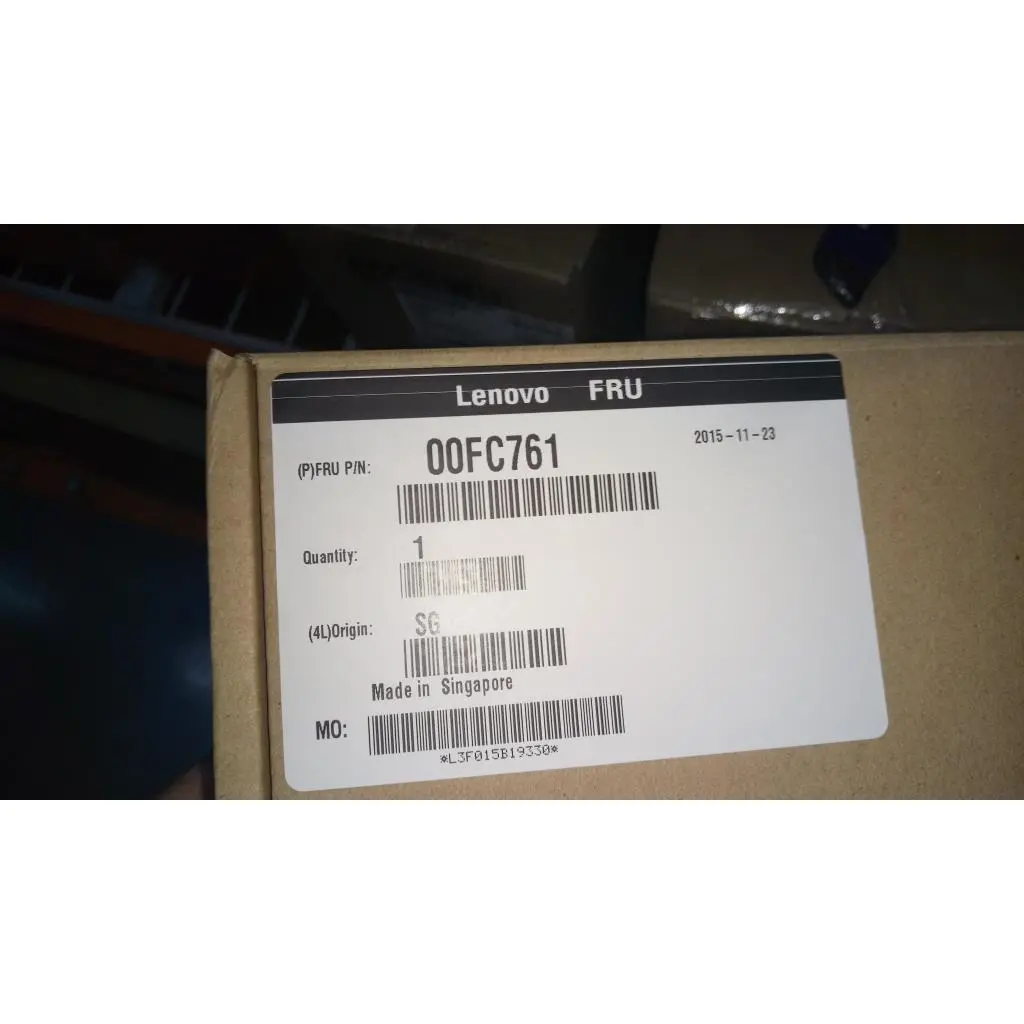 Lenovo FRU
(P)FRU P/N: 00FC761
2015-11-23
Quantity: 1
(4L)Origin: SG
Made in Singapore
MO:
*L3F015B19330*